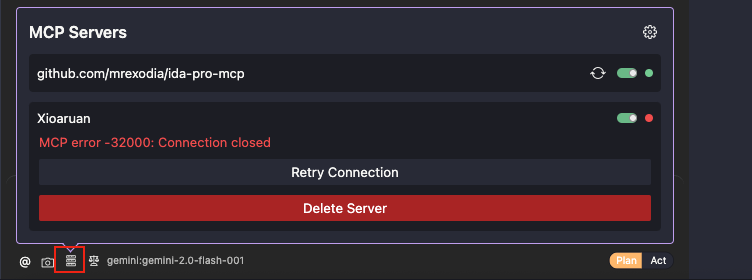 MCP Servers
github.com/mrexodia/ida-pro-mcp
Xioaruan
MCP error -32000: Connection closed
Retry Connection
Delete Server
@ gemini:gemini-2.0-flash-001 Plan Act